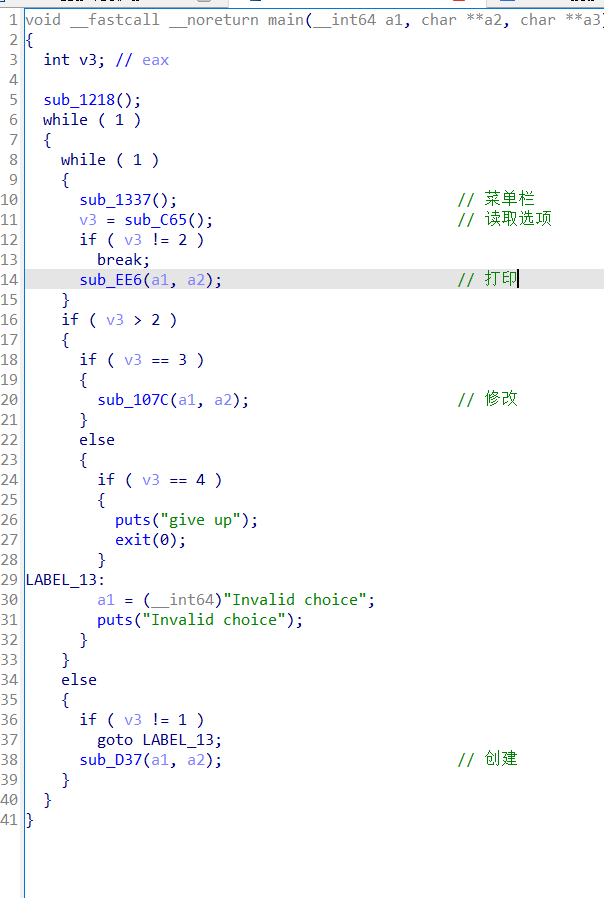 1 void __fastcall __noreturn main(__int64 a1, char **a2, char **a3)
2 {
3   int v3; // eax
4
5   sub_1218();
6   while ( 1 )
7   {
8     while ( 1 )
9     {
10       sub_1337();                               // 菜单栏
11       v3 = sub_C65();                           // 读取选项
12       if ( v3 != 2 )
13         break;
14       sub_EE6(a1, a2);                          // 打印
15     }
16     if ( v3 > 2 )
17     {
18       if ( v3 == 3 )
19       {
20         sub_107C(a1, a2);                       // 修改
21       }
22       else
23       {
24         if ( v3 == 4 )
25         {
26           puts("give up");
27           exit(0);
28         }
29 LABEL_13:
30         a1 = (__int64)"Invalid choice";
31         puts("Invalid choice");
32       }
33     }
34     else
35     {
36       if ( v3 != 1 )
37         goto LABEL_13;
38       sub_D37(a1, a2);                          // 创建
39     }
40   }
41 }